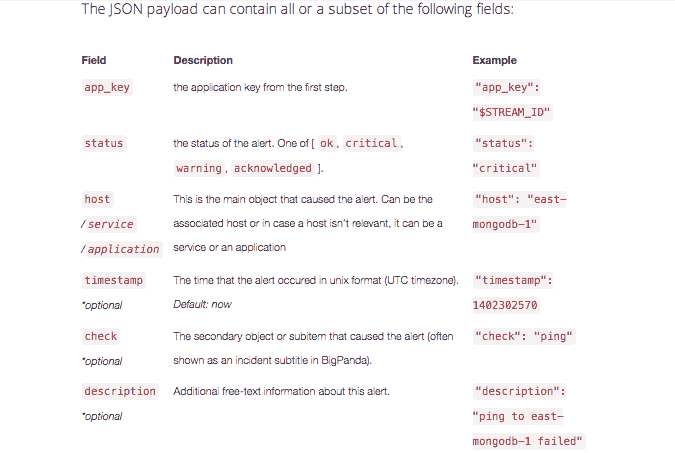 The JSON payload can contain all or a subset of the following fields:
Field Description Example
app_key the application key from the first step. "app_key":
"$STREAM_ID"
status the status of the alert. One of [ ok , critical , "status":
warning , acknowledged ]. "critical"
host This is the main object that caused the alert. Can be the "host": "east-
/service associated host or in case a host isn't relevant, it can be a mongodb-1"
/application service or an application
timestamp The time that the alert occured in unix format (UTC timezone). "timestamp":
*optional Default: now 1402302570
check The secondary object or subitem that caused the alert (often "check": "ping"
*optional shown as an incident subtitle in BigPanda).
description Additional free-text information about this alert. "description":
*optional "ping to east-
mongodb-1 failed"